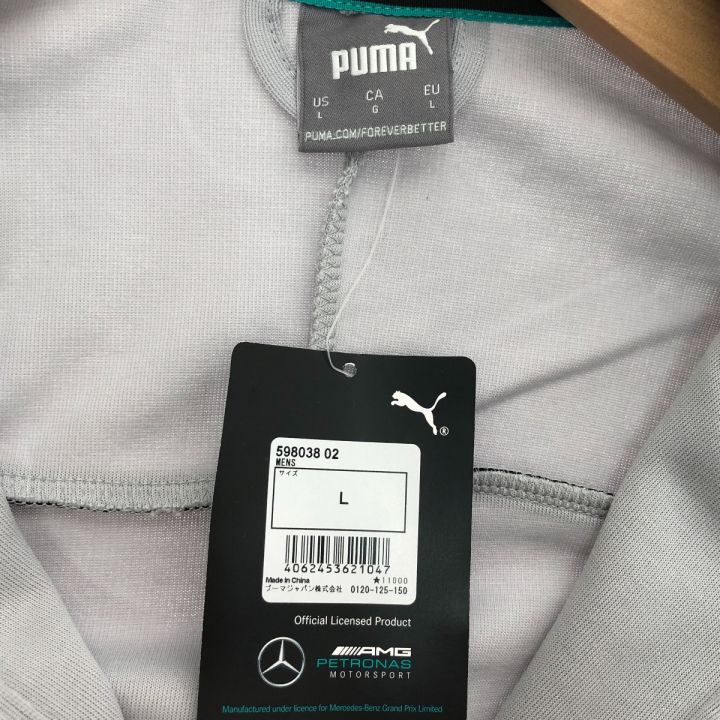 PUMA
US CA EU
L G L
PUMA.COM/FOREVERBETTER
®
598038 02
MENS
サイズ
L
4062453621047
Made in China ★11000
プーマジャパン株式会社 0120-125-150
Official Licensed Product
AMG
PETRONAS
MOTORSPORT
Manufactured under licence for Mercedes-Benz Grand Prix Limited